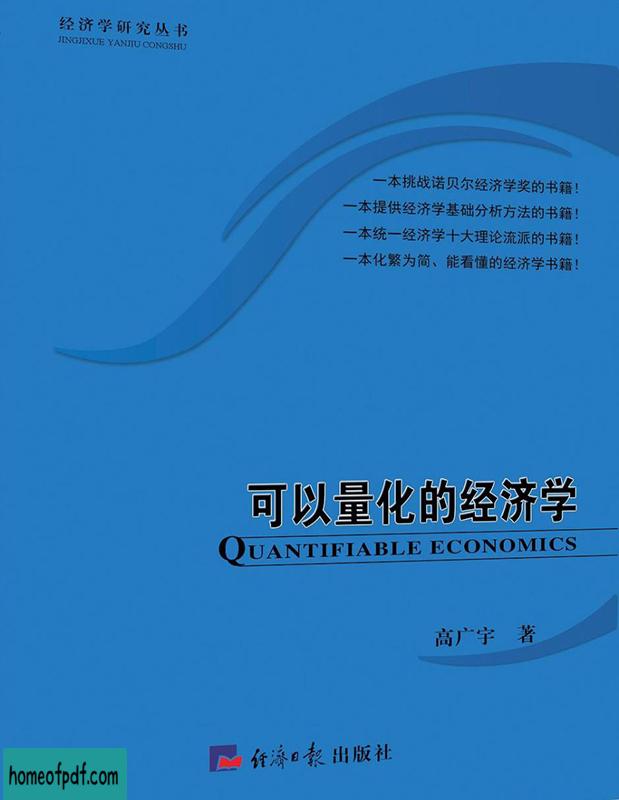 经济学研究丛书
JINGJIXUE YANJIU CONGSHU
一本挑战诺贝尔经济学奖的书籍！
一本提供经济学基础分析方法的书籍！
一本统一经济学十大理论流派的书籍！
一本化繁为简、能看懂的经济学书籍！
可以量化的经济学
QUANTIFIABLE ECONOMICS
高广宇 著
经济日报出版社
homeofpdf.com